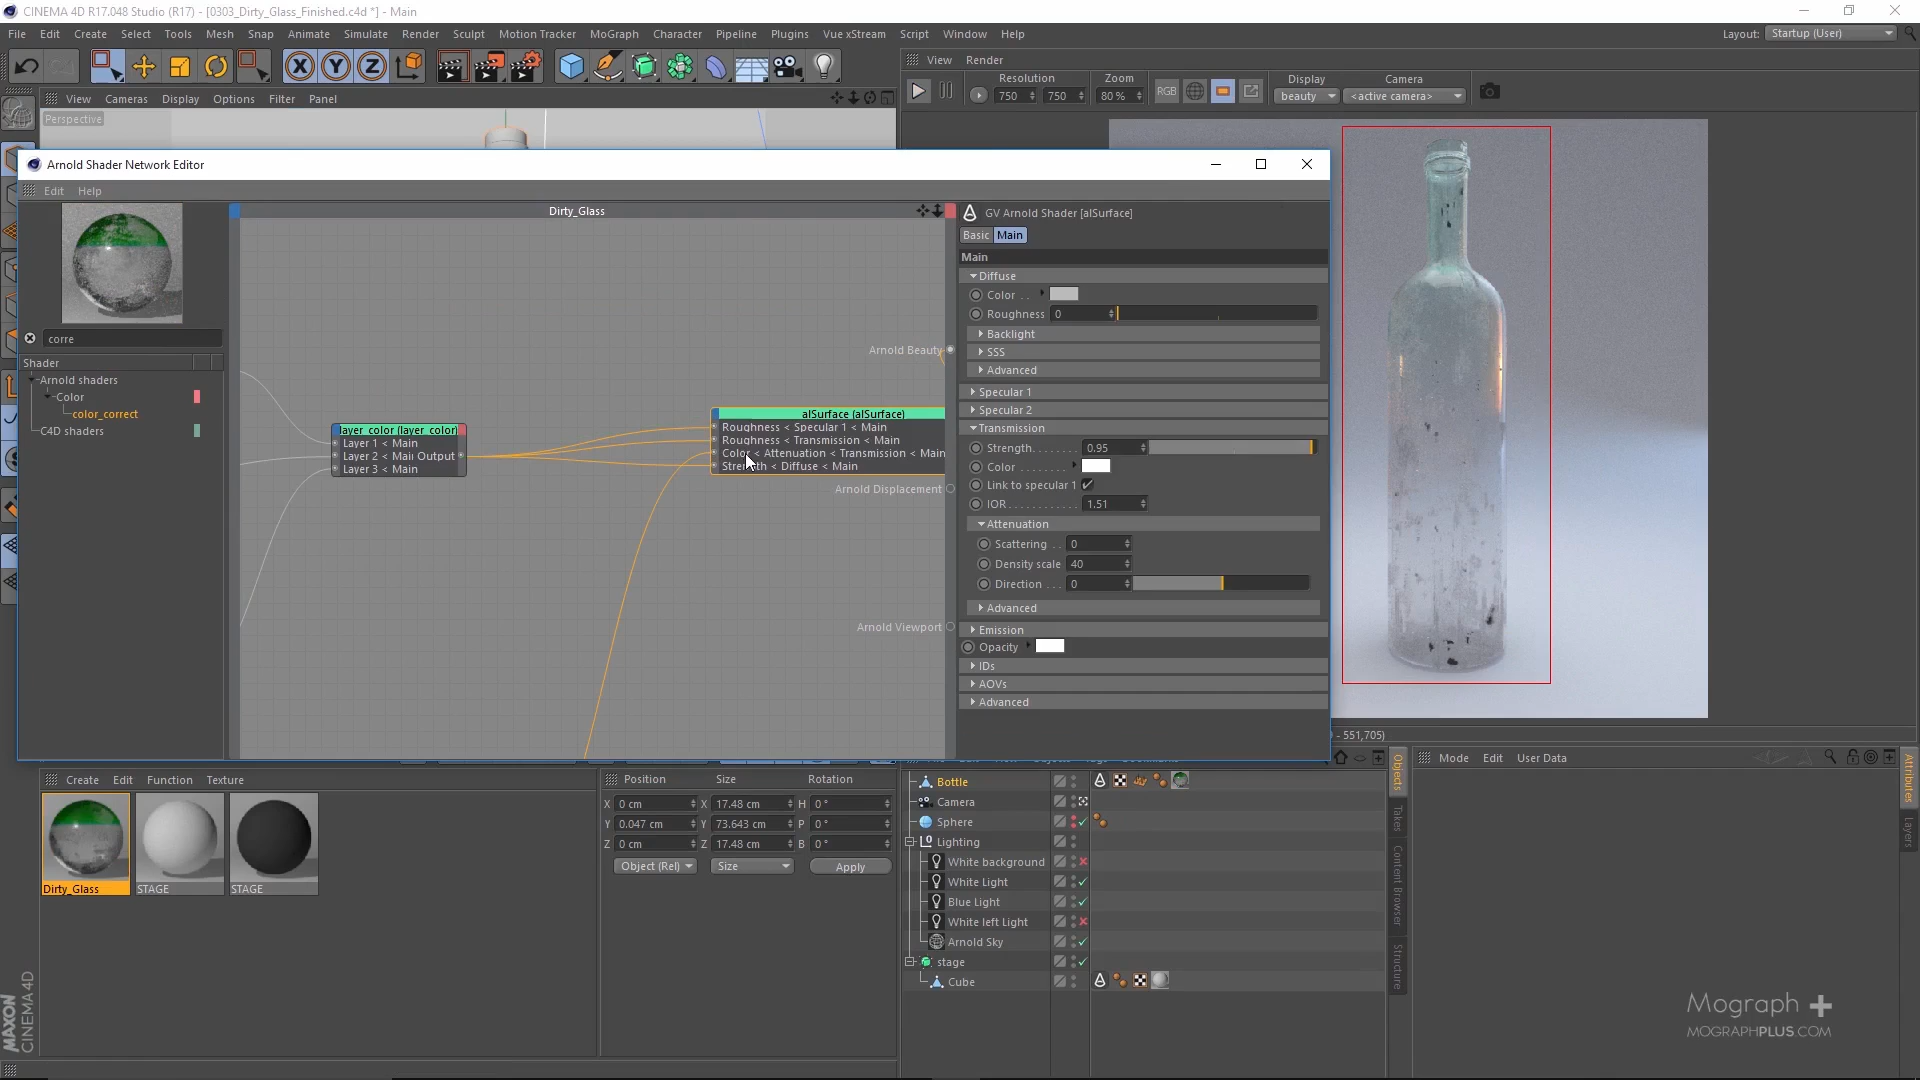 CINEMA 4D R17.048 Studio (R17) - [0303_Dirty_Glass_Finished.c4d *] - Main
File Edit Create Select Tools Mesh Snap Animate Simulate Render Sculpt Motion Tracker MoGraph Character Pipeline Plugins Vue xStream Script Window Help
Layout: Startup (User)
View Render
Resolution Zoom Display Camera
750 750 80 % RGB beauty <active camera>
View Cameras Display Options Filter Panel
Perspective
Arnold Shader Network Editor
Edit Help
Dirty_Glass
corre
Shader
Arnold shaders
Color
color_correct
C4D shaders
layer_color (layer_color)
Layer 1 < Main
Layer 2 < Main Output
Layer 3 < Main
Arnold Beauty
alSurface (alSurface)
Roughness < Specular 1 < Main
Roughness < Transmission < Main
Color < Attenuation < Transmission < Main
Strength < Diffuse < Main
Arnold Displacement
Arnold Viewport
GV Arnold Shader [alSurface]
Basic Main
Main
Diffuse
Color . .
Roughness 0
Backlight
SSS
Advanced
Specular 1
Specular 2
Transmission
Strength. . . . . . . . 0.95
Color . . . . . . . .
Link to specular 1
IOR. . . . . . . . . . . . 1.51
Attenuation
Scattering . . 0
Density scale 40
Direction . . . 0
Advanced
Emission
Opacity
IDs
AOVs
Advanced
- 551,705)
Create Edit Function Texture
Dirty_Glass STAGE STAGE
Position Size Rotation
X 0 cm X 17.48 cm H 0 °
Y 0.047 cm Y 73.643 cm P 0 °
Z 0 cm Z 17.48 cm B 0 °
Object (Rel) Size Apply
Bottle
Camera
Sphere
Lighting
White background
White Light
Blue Light
White left Light
Arnold Sky
stage
Cube
Objects
Takes
Content Browser
Structure
Mode Edit User Data
Attributes
Layers
MAXON
CINEMA 4D
Mograph +
MOGRAPHPLUS.COM